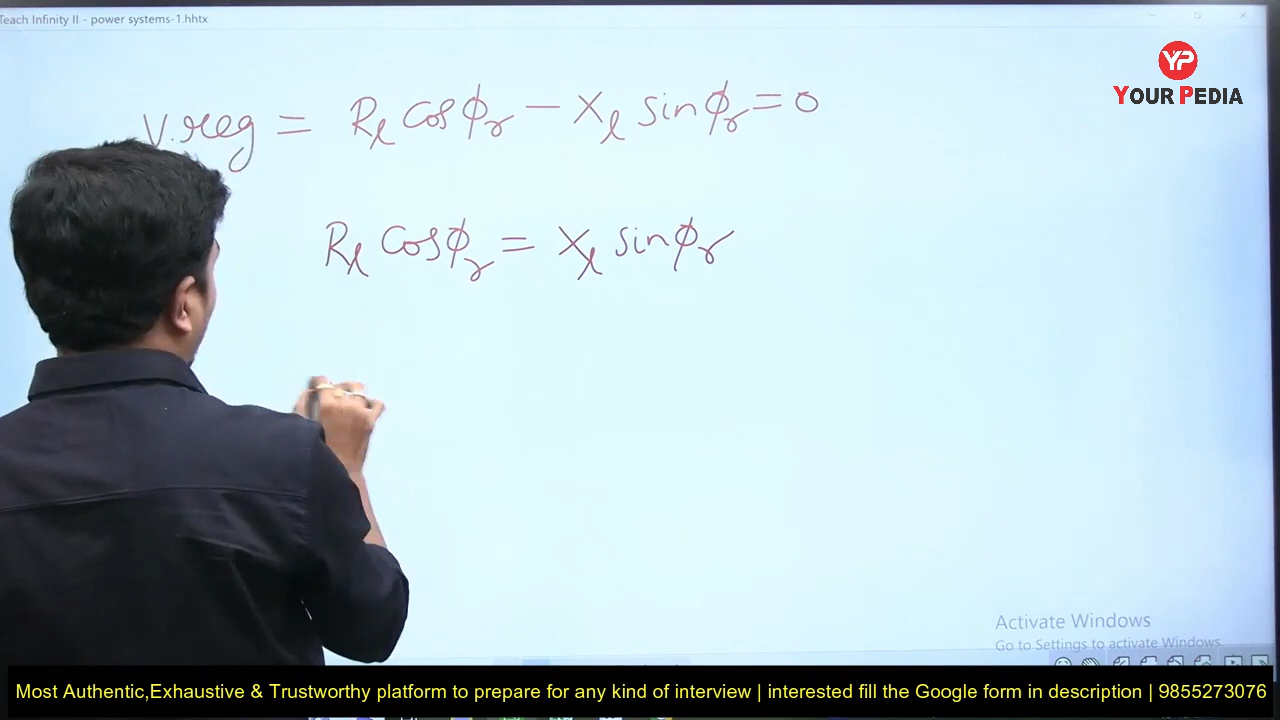 Teach Infinity II - power systems-1.hhtx
YP
YOUR PEDIA
V.reg = Rₗ cosϕᵣ − Xₗ sinϕᵣ = 0
Rₗ cosϕᵣ = Xₗ sinϕᵣ
Activate Windows
Go to Settings to activate Windows.
Most Authentic,Exhaustive & Trustworthy platform to prepare for any kind of interview | interested fill the Google form in description | 9855273076